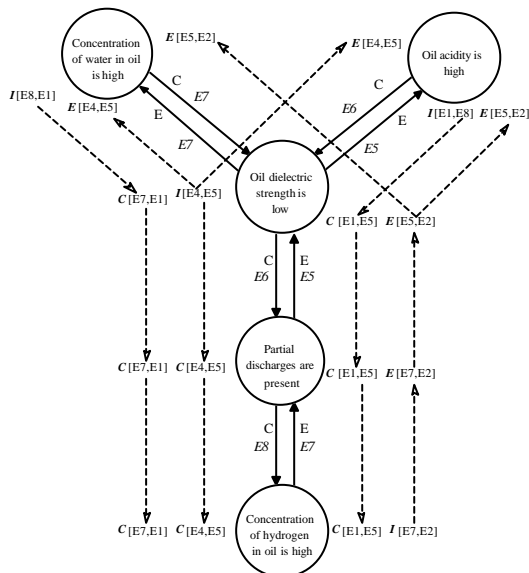 Concentration
of water in oil
is high
E [E5,E2]
E [E4,E5]
Oil acidity is
high
C
E7
C
E6
I [E8,E1]
E [E4,E5]
E
E7
E
E5
I [E1,E8]
E [E5,E2]
Oil dielectric
strength is
low
C [E7,E1]
I [E4,E5]
C [E1,E5]
E [E5,E2]
C
E6
E
E5
Partial
discharges are
present
C [E7,E1]
C [E4,E5]
C [E1,E5]
E [E7,E2]
C
E8
E
E7
Concentration
of hydrogen
in oil is high
C [E7,E1]
C [E4,E5]
C [E1,E5]
I [E7,E2]